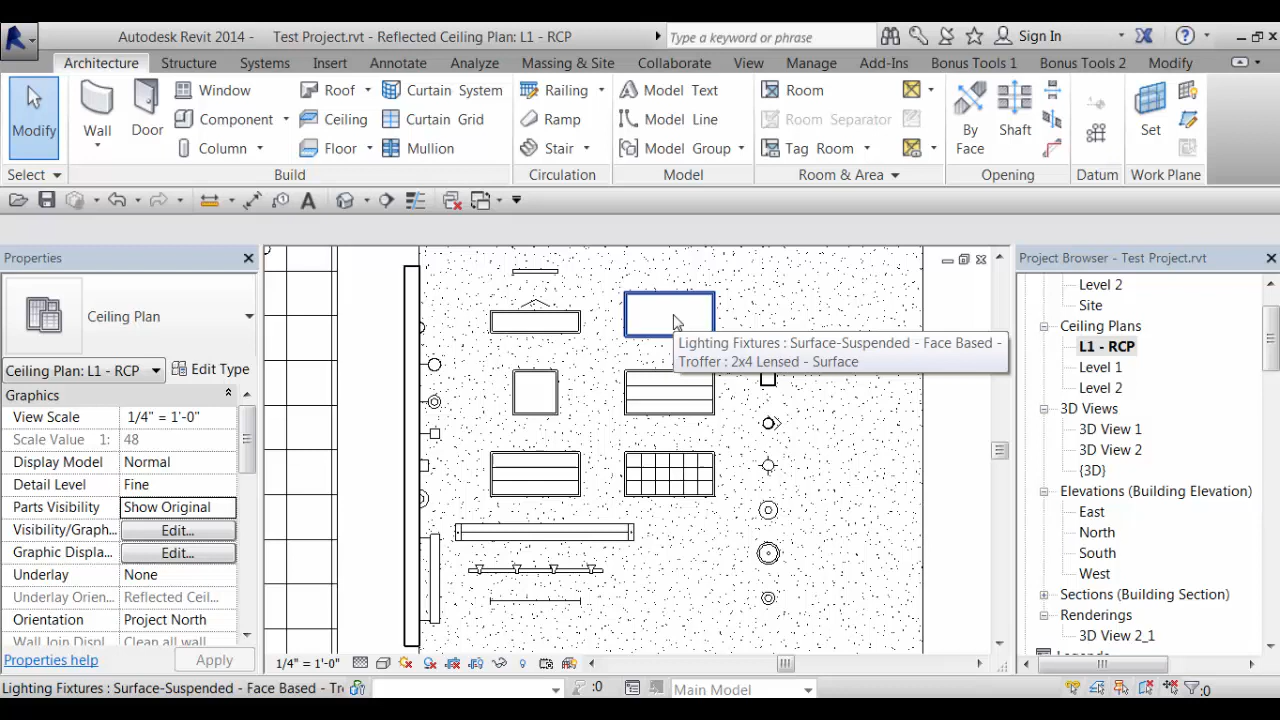 Autodesk Revit 2014 - Test Project.rvt - Reflected Ceiling Plan: L1 - RCP
Type a keyword or phrase
Sign In
Architecture Structure Systems Insert Annotate Analyze Massing & Site Collaborate View Manage Add-Ins Bonus Tools 1 Bonus Tools 2 Modify
Modify
Wall
Door
Window
Component
Column
Roof
Ceiling
Floor
Curtain System
Curtain Grid
Mullion
Railing
Ramp
Stair
Model Text
Model Line
Model Group
Room
Room Separator
Tag Room
By Face
Shaft
Set
Select Build Circulation Model Room & Area Opening Datum Work Plane
Properties
Ceiling Plan
Ceiling Plan: L1 - RCP Edit Type
Graphics
View Scale 1/4" = 1'-0"
Scale Value 1: 48
Display Model Normal
Detail Level Fine
Parts Visibility Show Original
Visibility/Graph... Edit...
Graphic Displa... Edit...
Underlay None
Underlay Orien... Reflected Ceil...
Orientation Project North
Wall Join Displ Clean all wall
Properties help Apply
Lighting Fixtures : Surface-Suspended - Face Based -
Troffer : 2x4 Lensed - Surface
Project Browser - Test Project.rvt
Level 2
Site
Ceiling Plans
L1 - RCP
Level 1
Level 2
3D Views
3D View 1
3D View 2
{3D}
Elevations (Building Elevation)
East
North
South
West
Sections (Building Section)
Renderings
3D View 2_1
1/4" = 1'-0"
Lighting Fixtures : Surface-Suspended - Face Based - Tr
:0
Main Model
:0